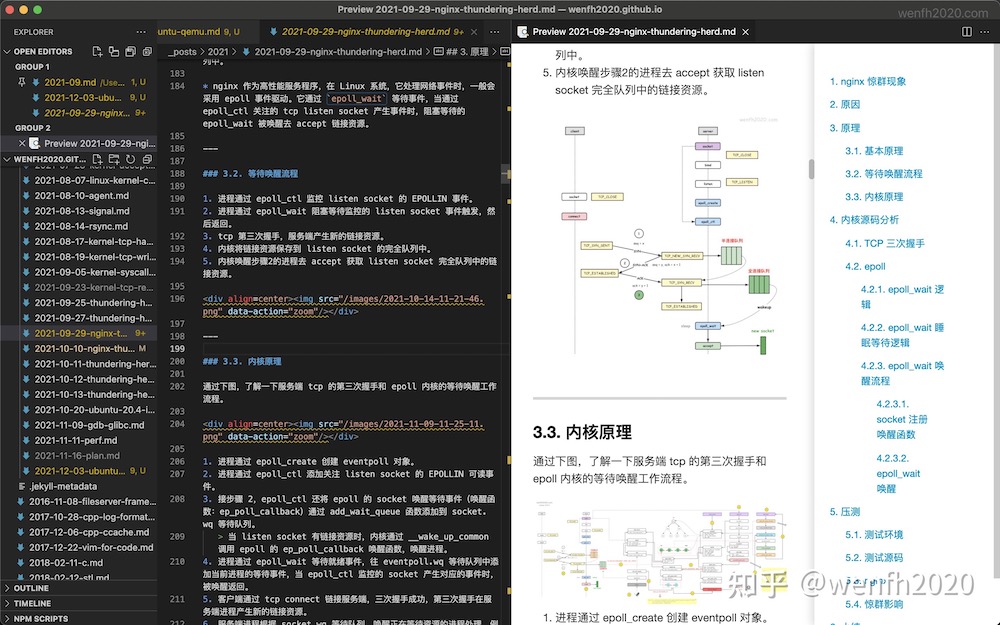 Preview 2021-09-29-nginx-thundering-herd.md — wenfh2020.github.io
wenfh2020.com
EXPLORER
OPEN EDITORS
GROUP 1
2021-09.md /Use... 1, U
2021-12-03-ubu... 9, U
2021-09-29-nginx... 9+
GROUP 2
Preview 2021-09-29-ngi...
WENFH2020.GIT...
2021-08-07-linux-kernel-c...
2021-08-10-agent.md
2021-08-13-signal.md
2021-08-14-rsync.md
2021-08-17-kernel-tcp-ha...
2021-08-19-kernel-tcp-wri...
2021-09-05-kernel-syscall...
2021-09-23-kernel-tcp-re...
2021-09-25-thundering-h...
2021-09-27-thundering-h...
2021-09-29-nginx-t... 9+
2021-10-10-nginx-thu... M
2021-10-11-thundering-her...
2021-10-12-thundering-he...
2021-10-13-thundering-he...
2021-10-20-ubuntu-20.4-i...
2021-11-09-gdb-glibc.md
2021-11-11-perf.md
2021-11-16-plan.md
2021-12-03-ubuntu... 9, U
.jekyll-metadata
2016-11-08-fileserver-frame...
2017-10-28-cpp-log-format...
2017-12-06-cpp-ccache.md
2017-12-22-vim-for-code.md
2018-02-11-c.md
2018-02-12-stl.md
OUTLINE
TIMELINE
NPM SCRIPTS
untu-qemu.md 9, U
2021-09-29-nginx-thundering-herd.md 9+
_posts > 2021 > 2021-09-29-nginx-thundering-herd.md > ## 3. 原理
183
列中。
184 * nginx 作为高性能服务程序，在 Linux 系统，它处理网络事件时，一般会
采用 epoll 事件驱动。它通过 `epoll_wait` 等待事件，当通过
epoll_ctl 关注的 tcp listen socket 产生事件时，阻塞等待的
epoll_wait 被唤醒去 accept 链接资源。
185
186 ---
187
188 ### 3.2. 等待唤醒流程
189
190 1. 进程通过 epoll_ctl 监控 listen socket 的 EPOLLIN 事件。
191 2. 进程通过 epoll_wait 阻塞等待监控的 listen socket 事件触发，然
后返回。
192 3. tcp 第三次握手，服务端产生新的链接资源。
193 4. 内核将链接资源保存到 listen socket 的完全队列中。
194 5. 内核唤醒步骤2的进程去 accept 获取 listen socket 完全队列中的链
接资源。
195
196 <div align=center><img src="/images/2021-10-14-11-21-46.
png" data-action="zoom"/></div>
197
198 ---
199
200 ### 3.3. 内核原理
201
202 通过下图，了解一下服务端 tcp 的第三次握手和 epoll 内核的等待唤醒工作
流程。
203
204 <div align=center><img src="/images/2021-11-09-11-25-11.
png" data-action="zoom"/></div>
205
206 1. 进程通过 epoll_create 创建 eventpoll 对象。
207 2. 进程通过 epoll_ctl 添加关注 listen socket 的 EPOLLIN 可读事
件。
208 3. 接步骤 2，epoll_ctl 还将 epoll 的 socket 唤醒等待事件（唤醒函
数：ep_poll_callback）通过 add_wait_queue 函数添加到 socket.
wq 等待队列。
209 > 当 listen socket 有链接资源时，内核通过 __wake_up_common
调用 epoll 的 ep_poll_callback 唤醒函数，唤醒进程。
210 4. 进程通过 epoll_wait 等待就绪事件，往 eventpoll.wq 等待队列中添
加当前进程的等待事件，当 epoll_ctl 监控的 socket 产生对应的事件时，
被唤醒返回。
211 5. 客户端通过 tcp connect 链接服务端，三次握手成功，第三次握手在服
务端进程产生新的链接资源。
Preview 2021-09-29-nginx-thundering-herd.md
列中。
5. 内核唤醒步骤2的进程去 accept 获取 listen
socket 完全队列中的链接资源。
wenfh2020.com
client
server
socket
TCP_CLOSE
bind
listen
TCP_LISTEN
epoll_create
socket
TCP_CLOSE
connect
epoll_ctl
TCP_SYN_SENT
半连接队列
TCP_NEW_SYN_RECV
TCP_ESTABLISHED
全连接队列
TCP_SYN_RECV
TCP_ESTABLISHED
wakeup
sleep
epoll_wait
new socket
accept
3.3. 内核原理
通过下图，了解一下服务端 tcp 的第三次握手和
epoll 内核的等待唤醒工作流程。
1. 进程通过 epoll_create 创建 eventpoll 对象。
1. nginx 惊群现象
2. 原因
3. 原理
3.1. 基本原理
3.2. 等待唤醒流程
3.3. 内核原理
4. 内核源码分析
4.1. TCP 三次握手
4.2. epoll
4.2.1. epoll_wait 逻
辑
4.2.2. epoll_wait 睡
眠等待逻辑
4.2.3. epoll_wait 唤
醒流程
4.2.3.1.
socket 注册
唤醒函数
4.2.3.2.
epoll_wait
唤醒
5. 压测
5.1. 测试环境
5.2. 测试源码
5.4. 惊群影响
知乎 @wenfh2020